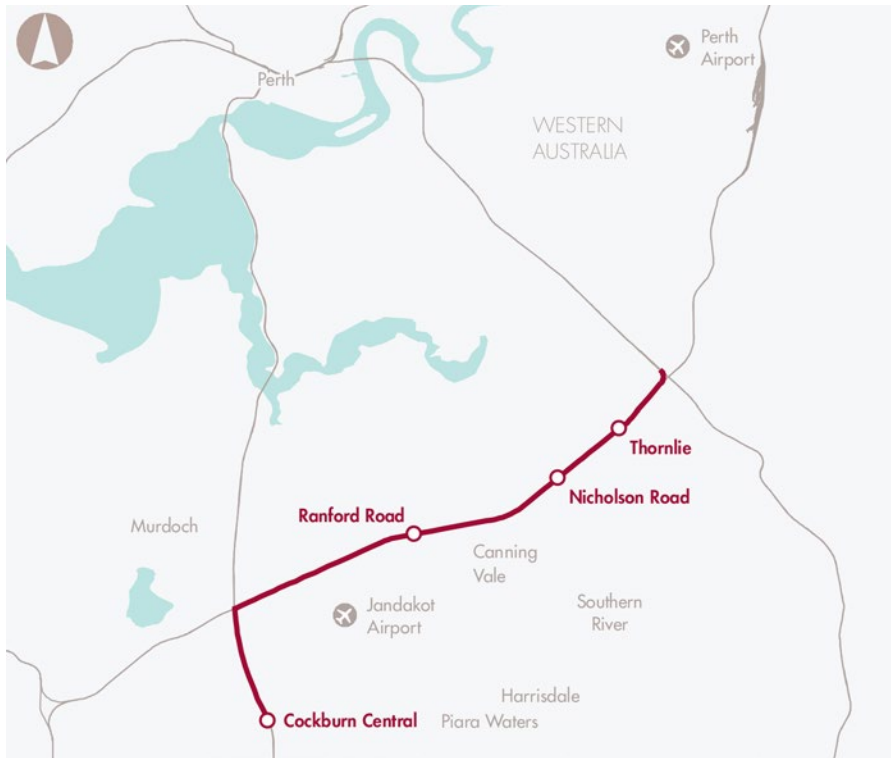 Perth
Airport
Perth
WESTERN
AUSTRALIA
Thornlie
Nicholson Road
Ranford Road
Murdoch
Canning
Vale
Jandakot
Airport
Southern
River
Harrisdale
Cockburn Central
Piara Waters